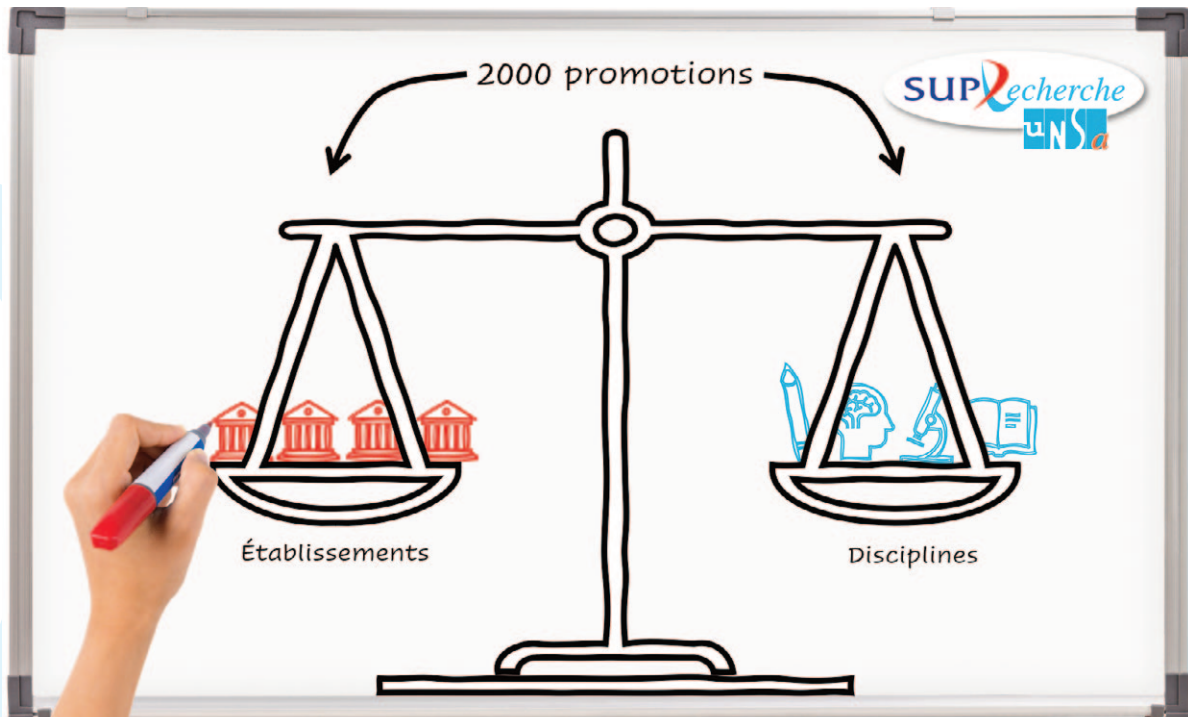 2000 promotions
SUPRecherche
UNSa
Établissements
Disciplines